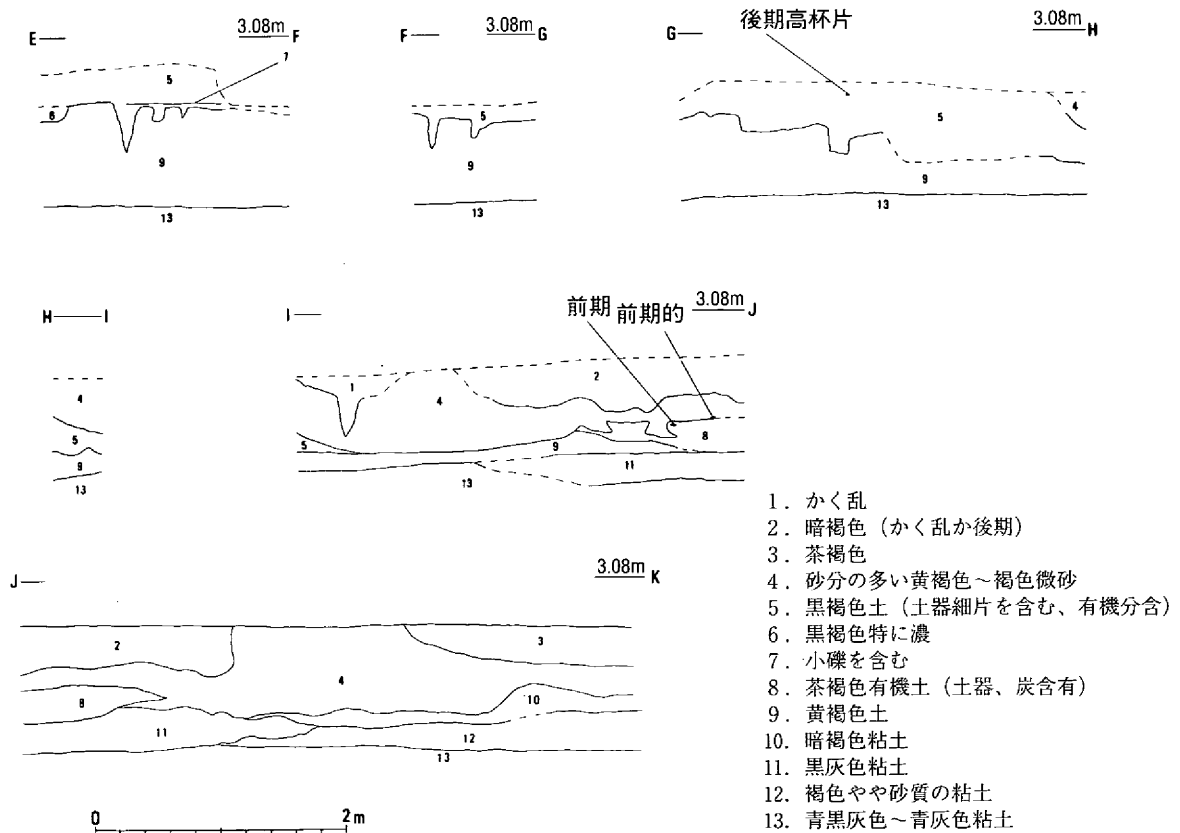 E 3.08m F
7
5
6
9
13
F 3.08m G
5
9
13
後期高杯片
G 3.08m H
4
5
9
13
H I
4
5
9
13
前期 前期的
I 3.08m J
1
2
4
8
5
9
11
13
J 3.08m K
2
3
4
8
10
11
12
13
0 2m
1. かく乱
2. 暗褐色（かく乱か後期）
3. 茶褐色
4. 砂分の多い黄褐色～褐色微砂
5. 黒褐色土（土器細片を含む、有機分含）
6. 黒褐色特に濃
7. 小礫を含む
8. 茶褐色有機土（土器、炭含有）
9. 黄褐色土
10. 暗褐色粘土
11. 黒灰色粘土
12. 褐色やや砂質の粘土
13. 青黒灰色～青灰色粘土